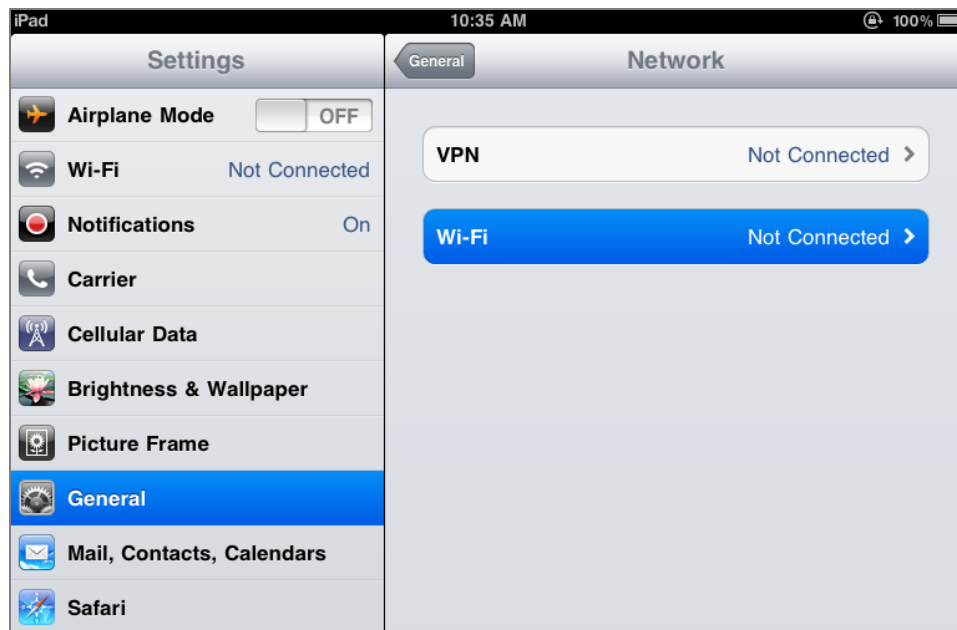 iPad 10:35 AM 100%
Settings
General Network
Airplane Mode OFF
Wi-Fi Not Connected
Notifications On
Carrier
Cellular Data
Brightness & Wallpaper
Picture Frame
General
Mail, Contacts, Calendars
Safari
VPN Not Connected
Wi-Fi Not Connected